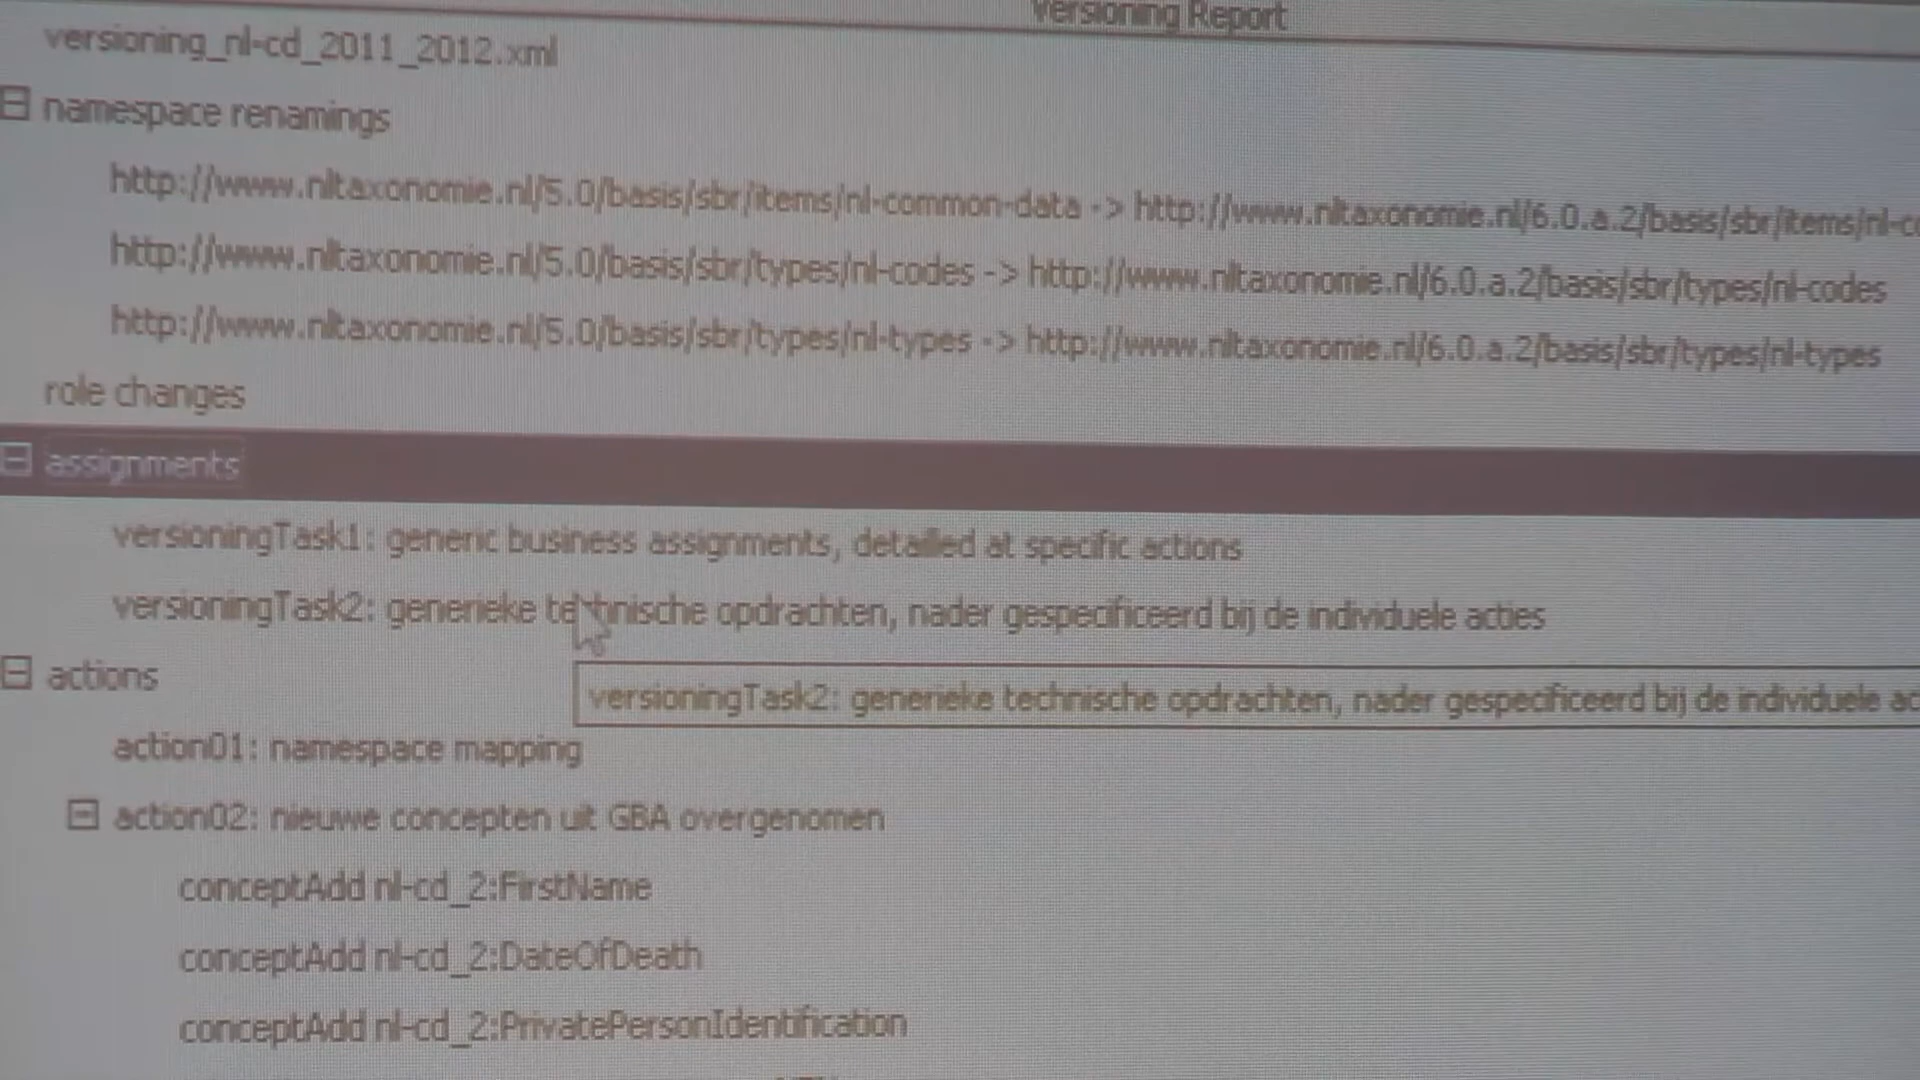 Versioning Report
versioning_nl-cd_2011_2012.xml
namespace renamings
http://www.nltaxonomie.nl/5.0/basis/sbr/items/nl-common-data -> http://www.nltaxonomie.nl/6.0.a.2/basis/sbr/items/nl-co
http://www.nltaxonomie.nl/5.0/basis/sbr/types/nl-codes -> http://www.nltaxonomie.nl/6.0.a.2/basis/sbr/types/nl-codes
http://www.nltaxonomie.nl/5.0/basis/sbr/types/nl-types -> http://www.nltaxonomie.nl/6.0.a.2/basis/sbr/types/nl-types
role changes
assignments
versioningTask1: generic business assignments, detailled at specific actions
versioningTask2: generieke technische opdrachten, nader gespecificeerd bij de individuele acties
actions
versioningTask2: generieke technische opdrachten, nader gespecificeerd bij de individuele ac
action01: namespace mapping
action02: nieuwe concepten uit GBA overgenomen
conceptAdd nl-cd_2:FirstName
conceptAdd nl-cd_2:DateOfDeath
conceptAdd nl-cd_2:PrivatePersonIdentification